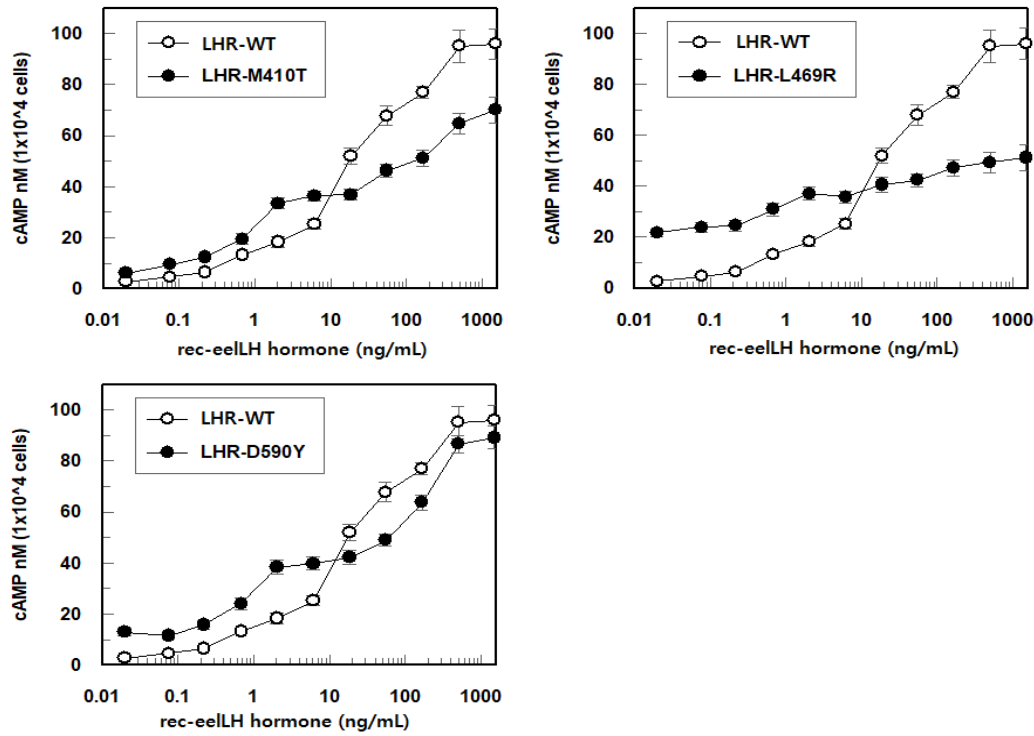 cAMP nM (1x10^4 cells)
100
80
60
40
20
0
LHR-WT
LHR-M410T
0.01 0.1 1 10 100 1000
rec-eelLH hormone (ng/mL)
cAMP nM (1x10^4 cells)
100
80
60
40
20
0
LHR-WT
LHR-L469R
0.01 0.1 1 10 100 1000
rec-eelLH hormone (ng/mL)
cAMP nM (1x10^4 cells)
100
80
60
40
20
0
LHR-WT
LHR-D590Y
0.01 0.1 1 10 100 1000
rec-eelLH hormone (ng/mL)